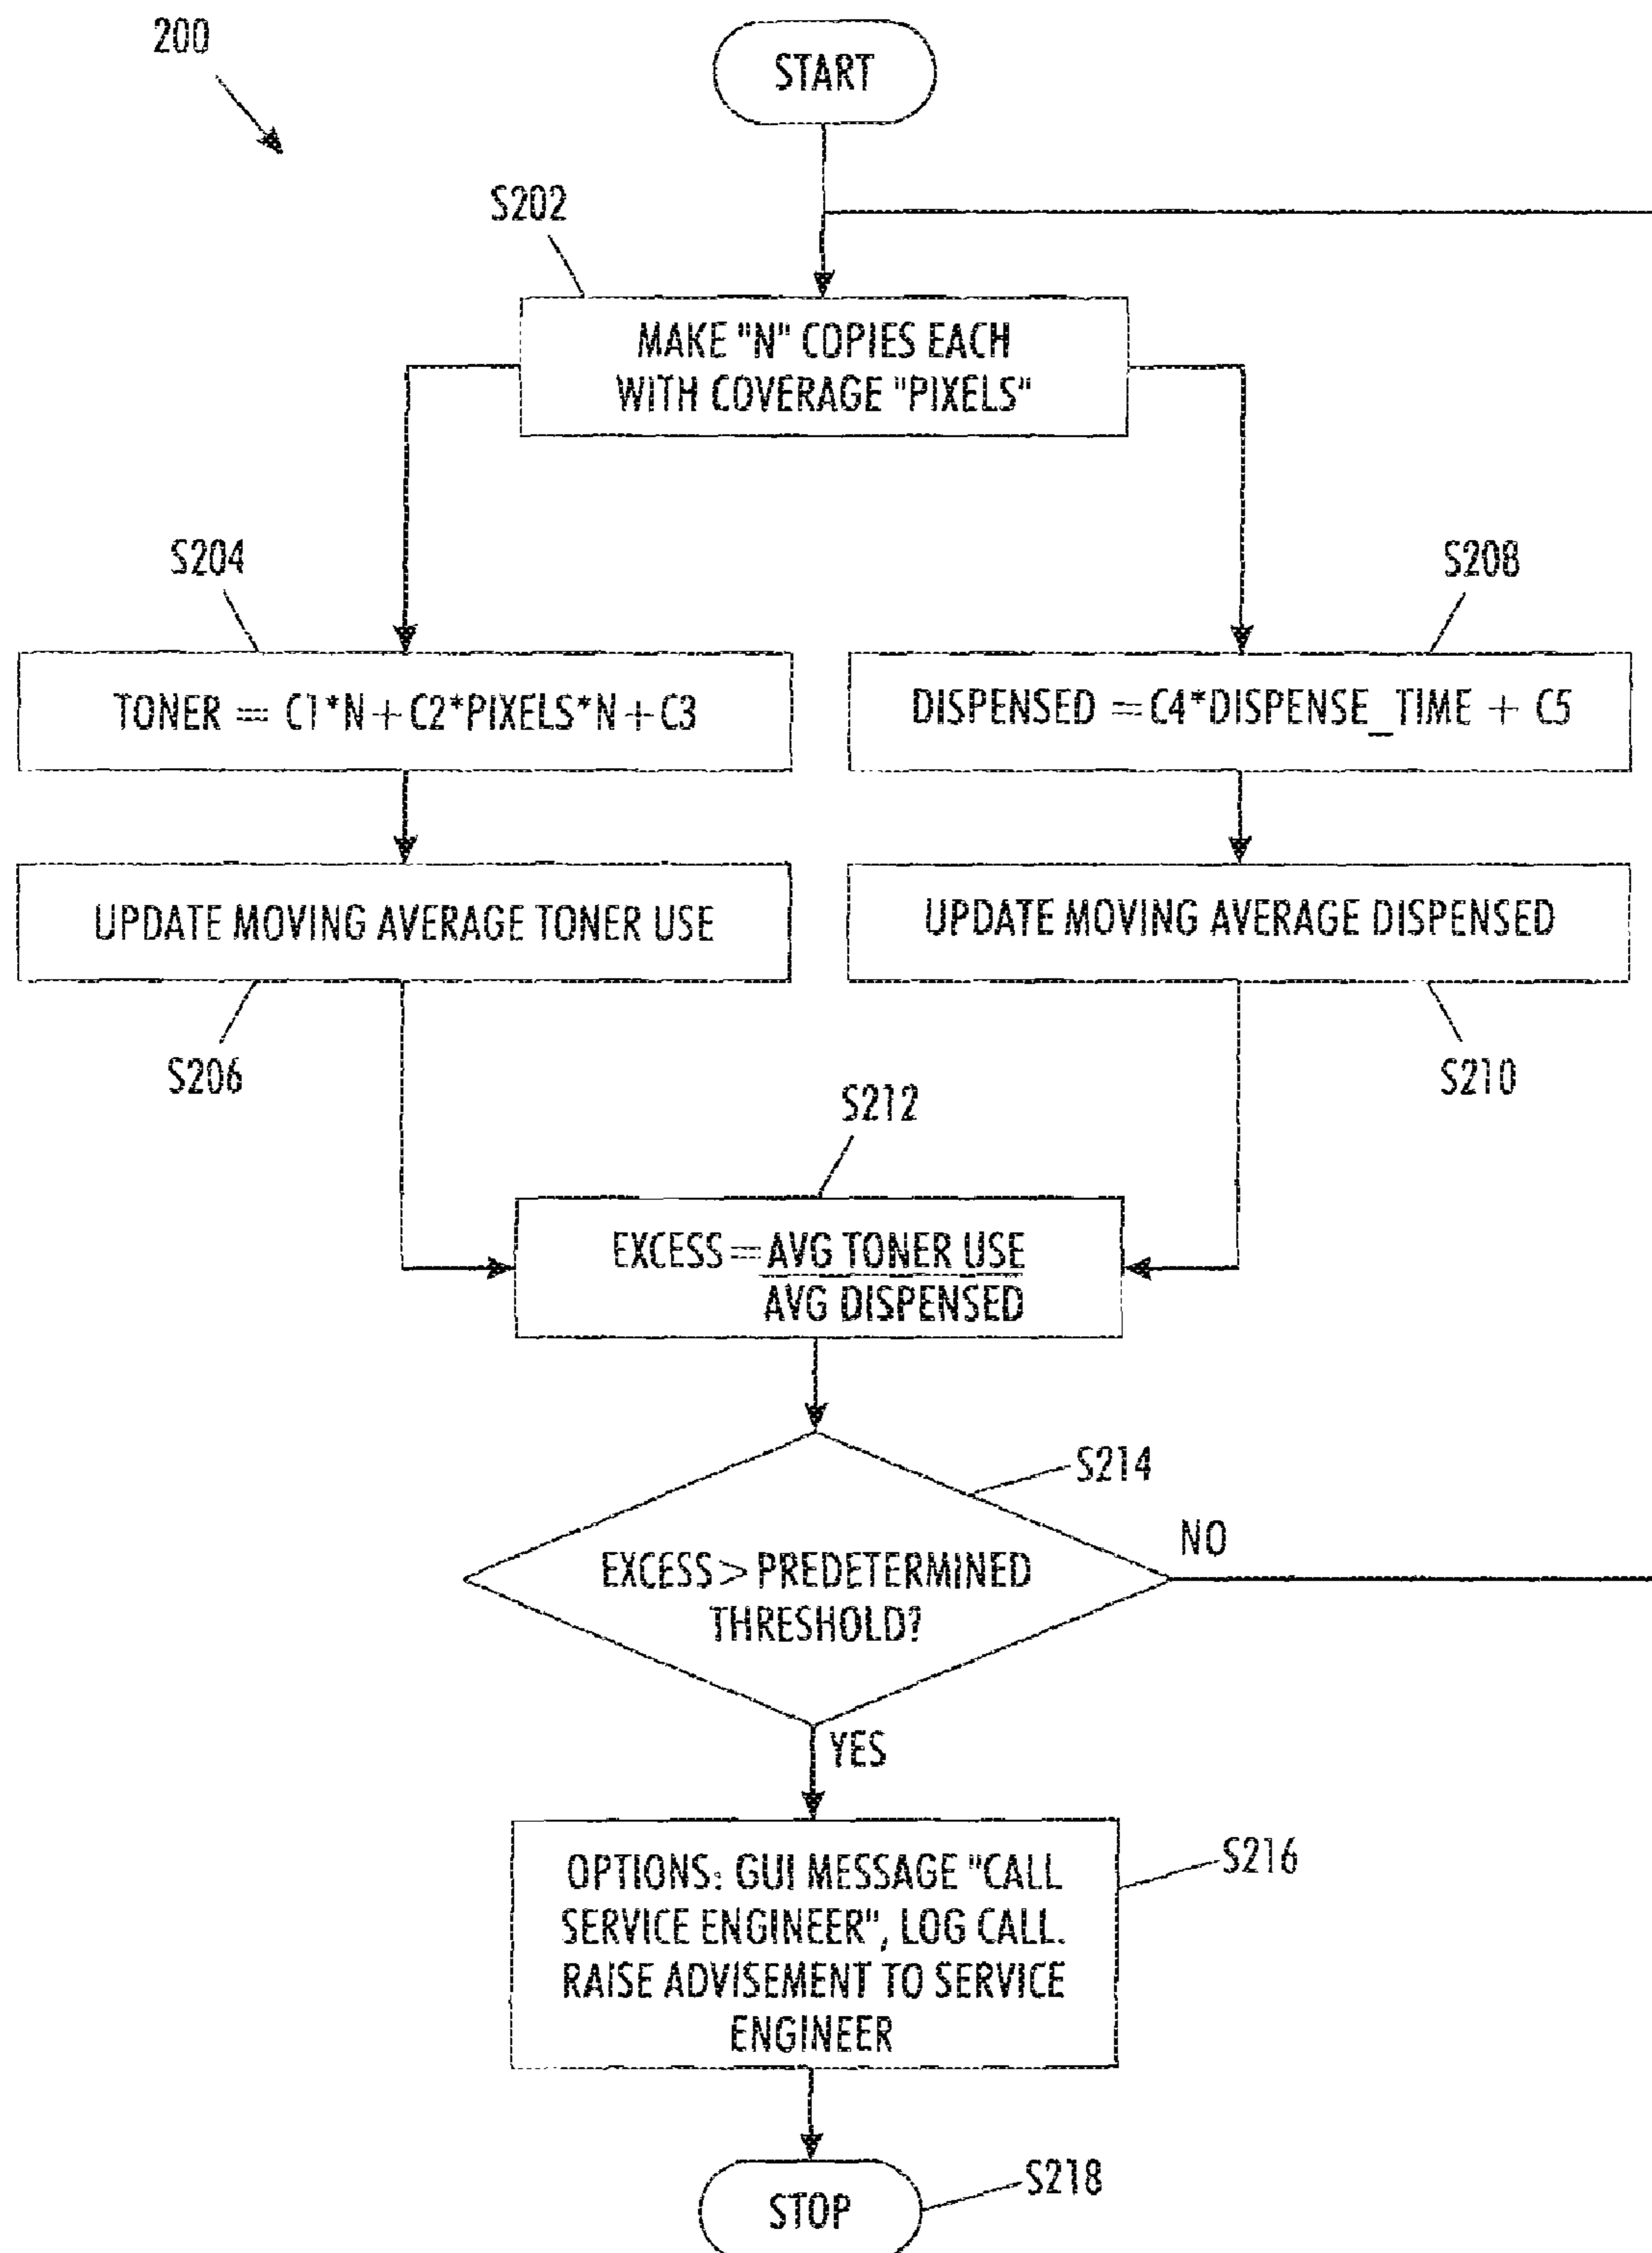 200
START
S202
MAKE "N" COPIES EACH
WITH COVERAGE "PIXELS"
S204
S208
TONER = C1*N+C2*PIXELS*N+C3
DISPENSED =C4*DISPENSE_TIME + C5
UPDATE MOVING AVERAGE TONER USE
UPDATE MOVING AVERAGE DISPENSED
S206
S210
S212
EXCESS=AVG TONER USE
AVG DISPENSED
S214
NO
EXCESS>PREDETERMINED
THRESHOLD?
YES
S216
OPTIONS: GUI MESSAGE "CALL
SERVICE ENGINEER", LOG CALL.
RAISE ADVISEMENT TO SERVICE
ENGINEER
S218
STOP